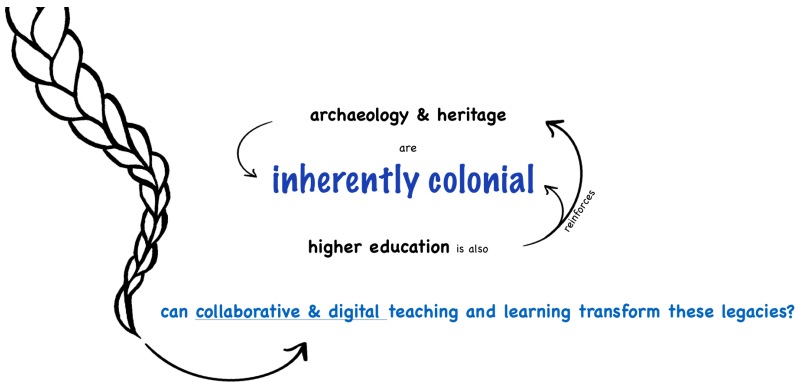 archaeology & heritage
are
inherently colonial
reinforces
higher education is also
can collaborative & digital teaching and learning transform these legacies?